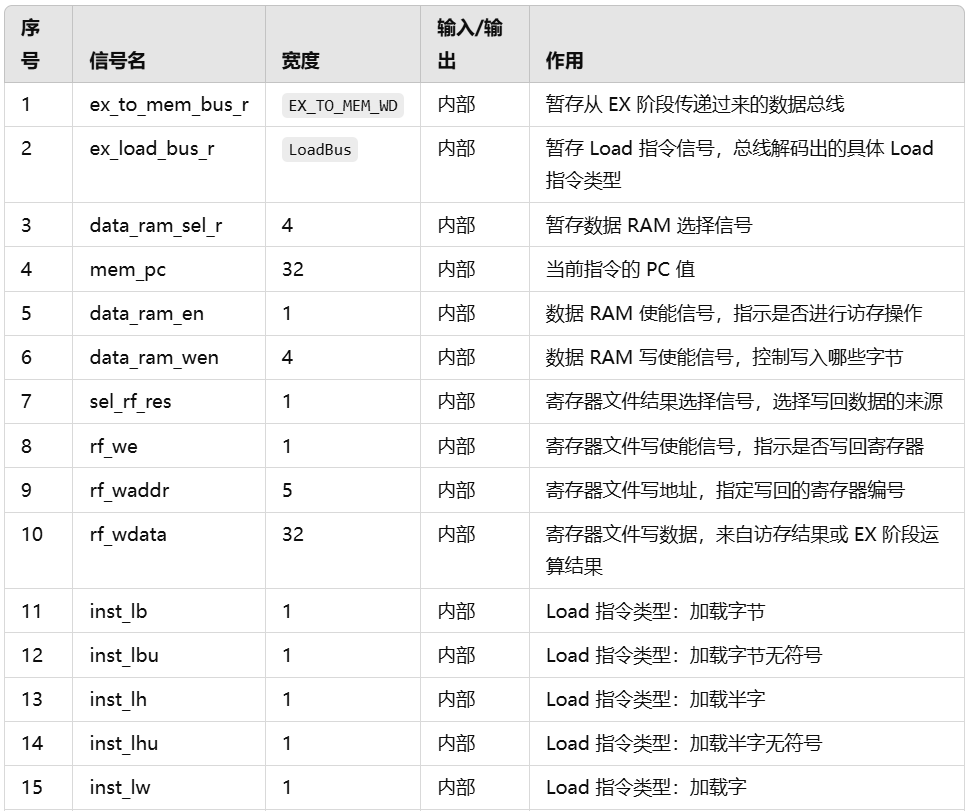 序号 信号名 宽度 输入/输出 作用
1 ex_to_mem_bus_r EX_TO_MEM_WD 内部 暂存从 EX 阶段传递过来的数据总线
2 ex_load_bus_r LoadBus 内部 暂存 Load 指令信号，总线解码出的具体 Load
指令类型
3 data_ram_sel_r 4 内部 暂存数据 RAM 选择信号
4 mem_pc 32 内部 当前指令的 PC 值
5 data_ram_en 1 内部 数据 RAM 使能信号，指示是否进行访存操作
6 data_ram_wen 4 内部 数据 RAM 写使能信号，控制写入哪些字节
7 sel_rf_res 1 内部 寄存器文件结果选择信号，选择写回数据的来源
8 rf_we 1 内部 寄存器文件写使能信号，指示是否写回寄存器
9 rf_waddr 5 内部 寄存器文件写地址，指定写回的寄存器编号
10 rf_wdata 32 内部 寄存器文件写数据，来自访存结果或 EX 阶段运
算结果
11 inst_lb 1 内部 Load 指令类型：加载字节
12 inst_lbu 1 内部 Load 指令类型：加载字节无符号
13 inst_lh 1 内部 Load 指令类型：加载半字
14 inst_lhu 1 内部 Load 指令类型：加载半字无符号
15 inst_lw 1 内部 Load 指令类型：加载字